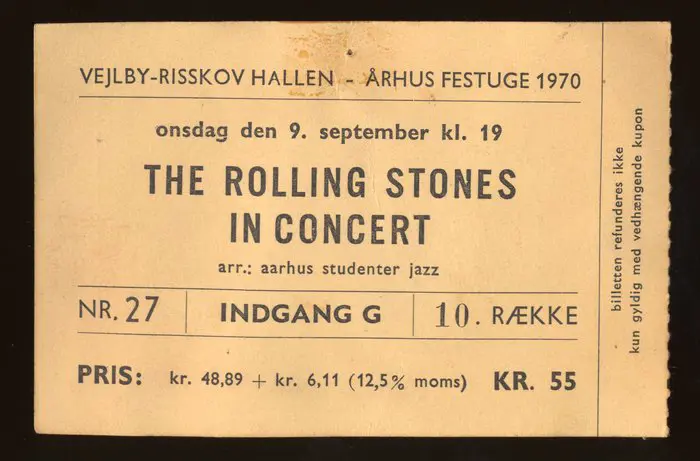 VEJLBY-RISSKOV HALLEN - ÅRHUS FESTUGE 1970
onsdag den 9. september kl. 19
THE ROLLING STONES
IN CONCERT
arr.: aarhus studenter jazz
NR. 27 INDGANG G 10. RÆKKE
PRIS: kr. 48,89 + kr. 6,11 (12,5% moms) KR. 55
billetten refunderes ikke
kun gyldig med vedhængende kupon